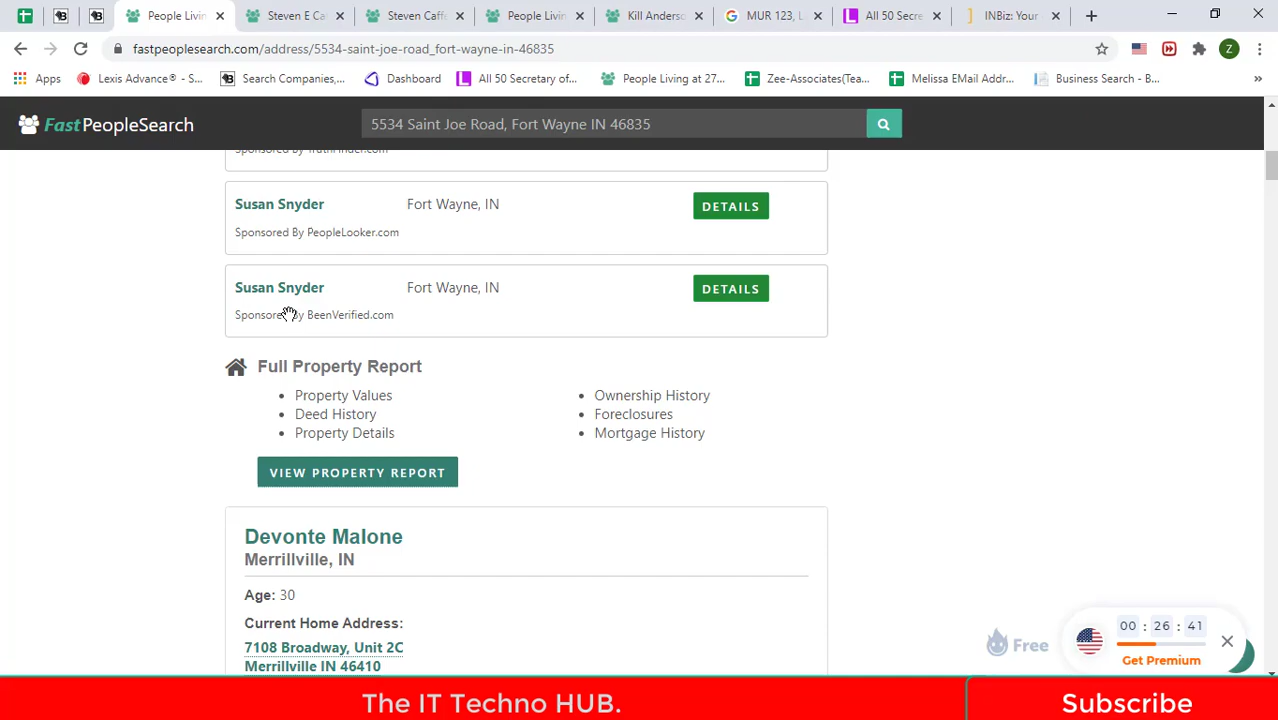 People Livin
Steven E Ca
Steven Caff
People Livin
Kill Anderso
MUR 123, L
All 50 Secre
INBiz: Your
fastpeoplesearch.com/address/5534-saint-joe-road_fort-wayne-in-46835
Z
Apps
Lexis Advance® - S...
Search Companies,...
Dashboard
All 50 Secretary of...
People Living at 27...
Zee-Associates(Tea...
Melissa EMail Addr...
Business Search - B...
»
FastPeopleSearch
5534 Saint Joe Road, Fort Wayne IN 46835
Sponsored By TruthFinder.com
Susan Snyder
Fort Wayne, IN
DETAILS
Sponsored By PeopleLooker.com
Susan Snyder
Fort Wayne, IN
DETAILS
Sponsored By BeenVerified.com
Full Property Report
• Property Values
• Ownership History
• Deed History
• Foreclosures
• Property Details
• Mortgage History
VIEW PROPERTY REPORT
Devonte Malone
Merrillville, IN
Age: 30
Current Home Address:
7108 Broadway, Unit 2C
Merrillville IN 46410
Free
00 : 26 : 41
Get Premium
The IT Techno HUB.
Subscribe